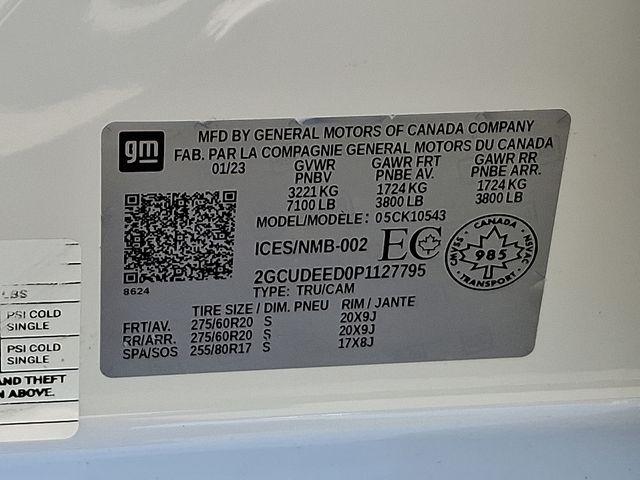 gm
MFD BY GENERAL MOTORS OF CANADA COMPANY
FAB. PAR LA COMPAGNIE GENERAL MOTORS DU CANADA
01/23 GVWR GAWR FRT GAWR RR
PNBV PNBE AV. PNBE ARR.
3221 KG 1724 KG 1724 KG
7100 LB 3800 LB 3800 LB
MODEL/MODÈLE: 05CK10543
ICES/NMB-002 EC
CANADA
CMVSS 985 NSVAC
TRANSPORT
2GCUDEED0P1127795
8624
TYPE: TRU/CAM
TIRE SIZE / DIM. PNEU RIM / JANTE
FRT/AV. 275/60R20 S 20X9J
RR/ARR. 275/60R20 S 20X9J
SPA/SOS 255/80R17 S 17X8J
LBS
PSI COLD
SINGLE
PSI COLD
SINGLE
AND THEFT
ABOVE.